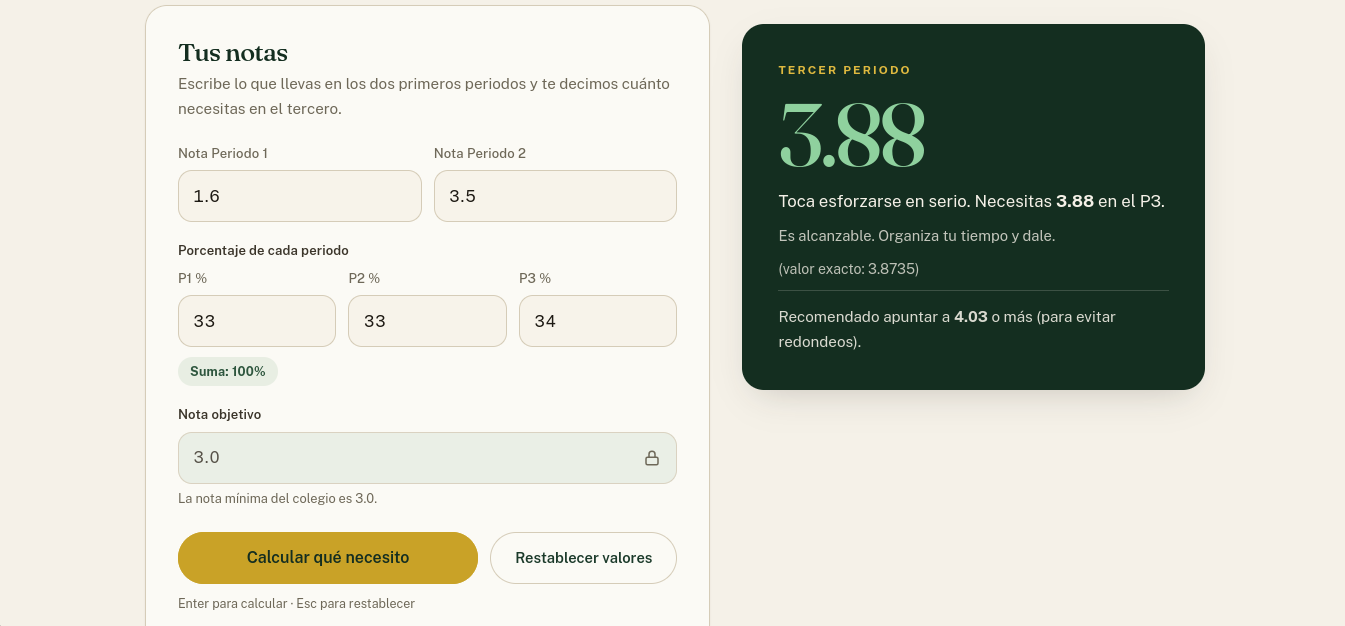 Tus notas
Escribe lo que llevas en los dos primeros periodos y te decimos cuánto
necesitas en el tercero.
Nota Periodo 1
Nota Periodo 2
1.6
3.5
Porcentaje de cada periodo
P1 %
P2 %
P3 %
33
33
34
Suma: 100%
Nota objetivo
3.0
La nota mínima del colegio es 3.0.
Calcular qué necesito
Restablecer valores
Enter para calcular · Esc para restablecer
TERCER PERIODO
3.88
Toca esforzarse en serio. Necesitas 3.88 en el P3.
Es alcanzable. Organiza tu tiempo y dale.
(valor exacto: 3.8735)
Recomendado apuntar a 4.03 o más (para evitar
redondeos).